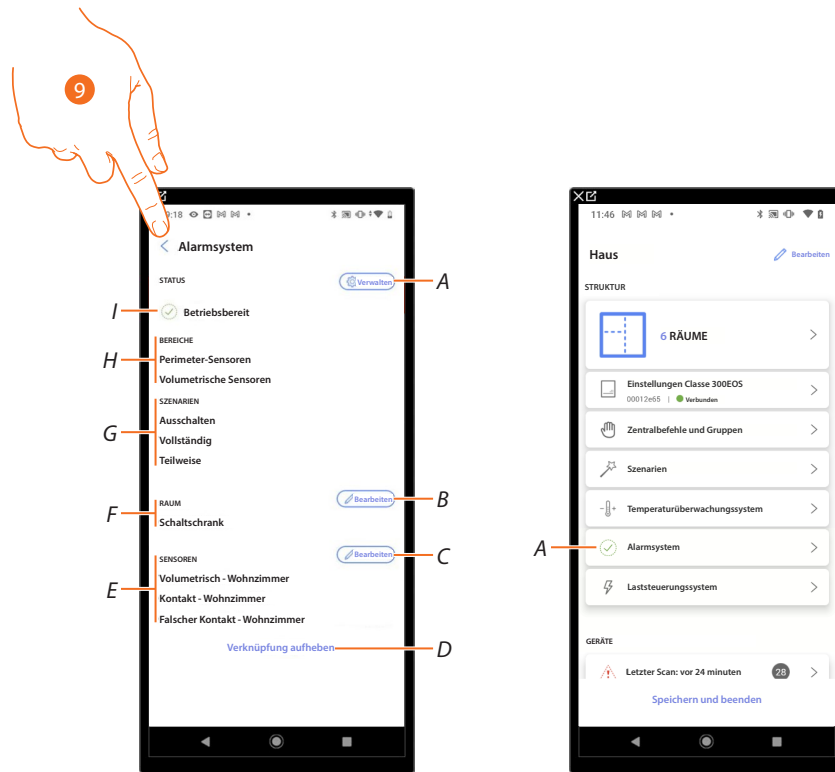 9
9:18
Alarmsystem
STATUS
Verwalten
A
I
Betriebsbereit
BEREICHE
H
Perimeter-Sensoren
Volumetrische Sensoren
SZENARIEN
Ausschalten
G
Vollständig
Teilweise
RAUM
Bearbeiten
B
F
Schaltschrank
SENSOREN
Bearbeiten
C
Volumetrisch - Wohnzimmer
E
Kontakt - Wohnzimmer
Falscher Kontakt - Wohnzimmer
Verknüpfung aufheben
D
11:46
Haus
Bearbeiten
STRUKTUR
6 RÄUME
Einstellungen Classe 300EOS
00012e65 | Verbunden
Zentralbefehle und Gruppen
Szenarien
Temperaturüberwachungssystem
A
Alarmsystem
Laststeuerungssystem
GERÄTE
Letzter Scan: vor 24 minuten 28
Speichern und beenden